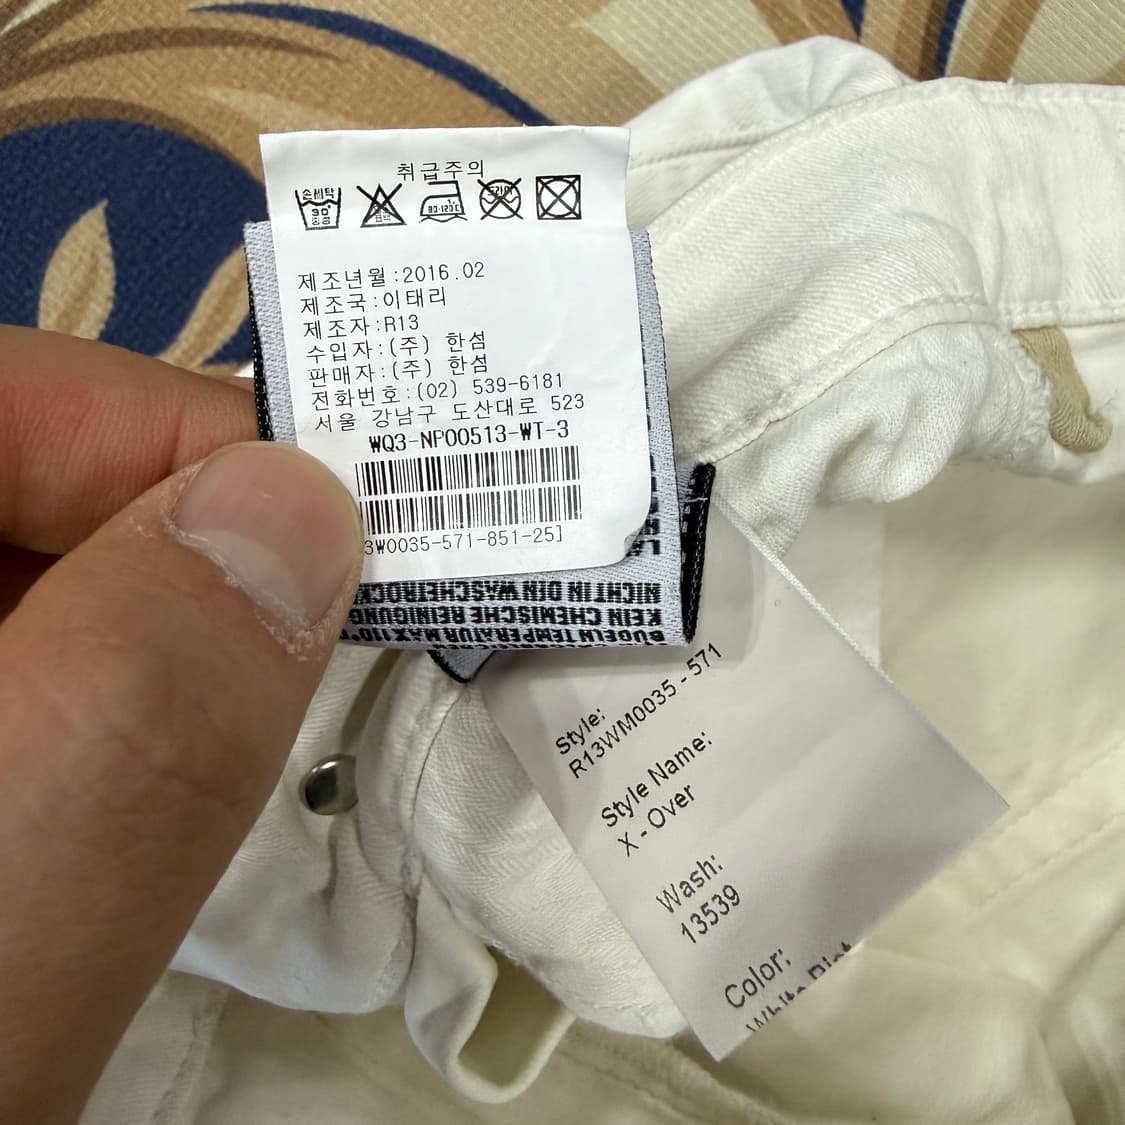 취급주의
손세탁
30°
중성
드라이
80-120℃
제조년월:2016.02
제조국:이태리
제조자:R13
수입자:(주) 한섬
판매자:(주) 한섬
전화번호:(02) 539-6181
서울 강남구 도산대로 523
WQ3-NP00513-WT-3
3W0035-571-851-25]
NICHT IN DEN WÄSCHETROCK
KEIN CHEMISCHE REINIGUNG
BÜGELN TEMPERATUR MAX 110°
Style:
R13WM0035 - 571
Style Name:
X - Over
Wash:
13539
Color:
White